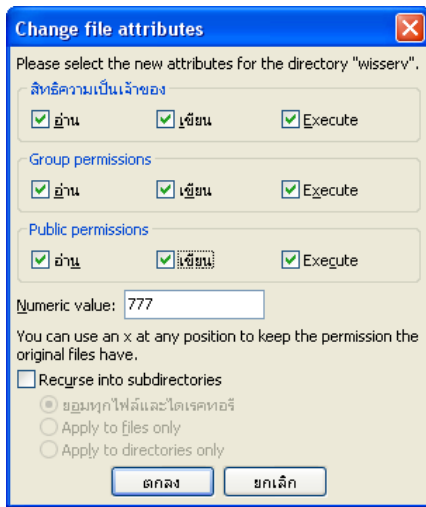 Change file attributes
Please select the new attributes for the directory "wisserv".
สิทธิความเป็นเจ้าของ
อ่าน เขียน Execute
Group permissions
อ่าน เขียน Execute
Public permissions
อ่าน เขียน Execute
Numeric value: 777
You can use an x at any position to keep the permission the
original files have.
Recurse into subdirectories
ยอมทุกไฟล์และไดเรคทอรี
Apply to files only
Apply to directories only
ตกลง ยกเลิก